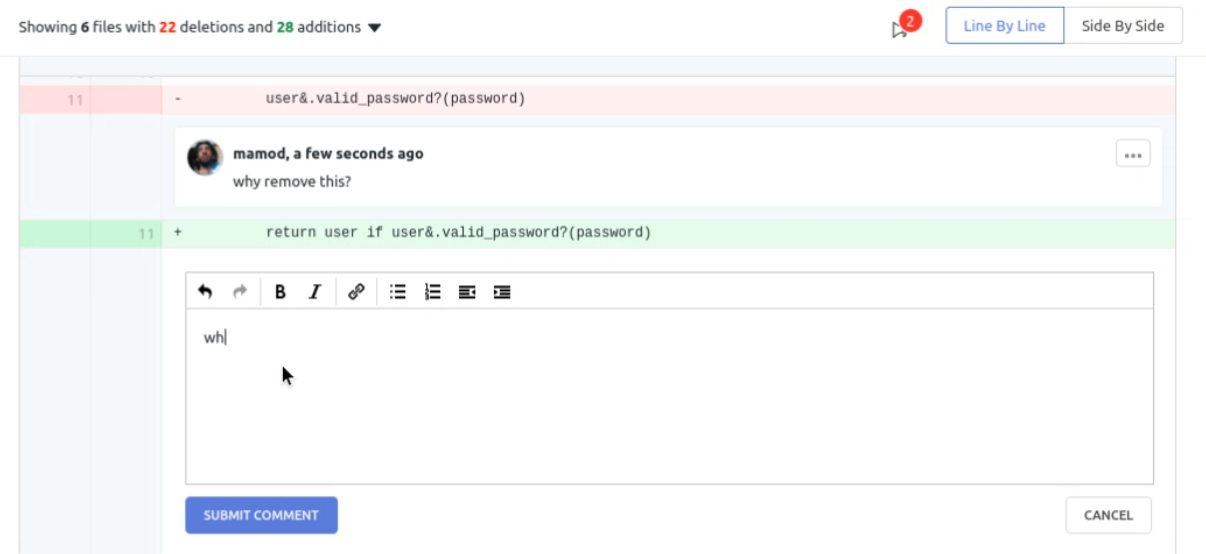 Showing 6 files with 22 deletions and 28 additions
2
Line By Line Side By Side
11 - user&.valid_password?(password)
mamod, a few seconds ago
why remove this?
11 + return user if user&.valid_password?(password)
B I
wh
SUBMIT COMMENT CANCEL